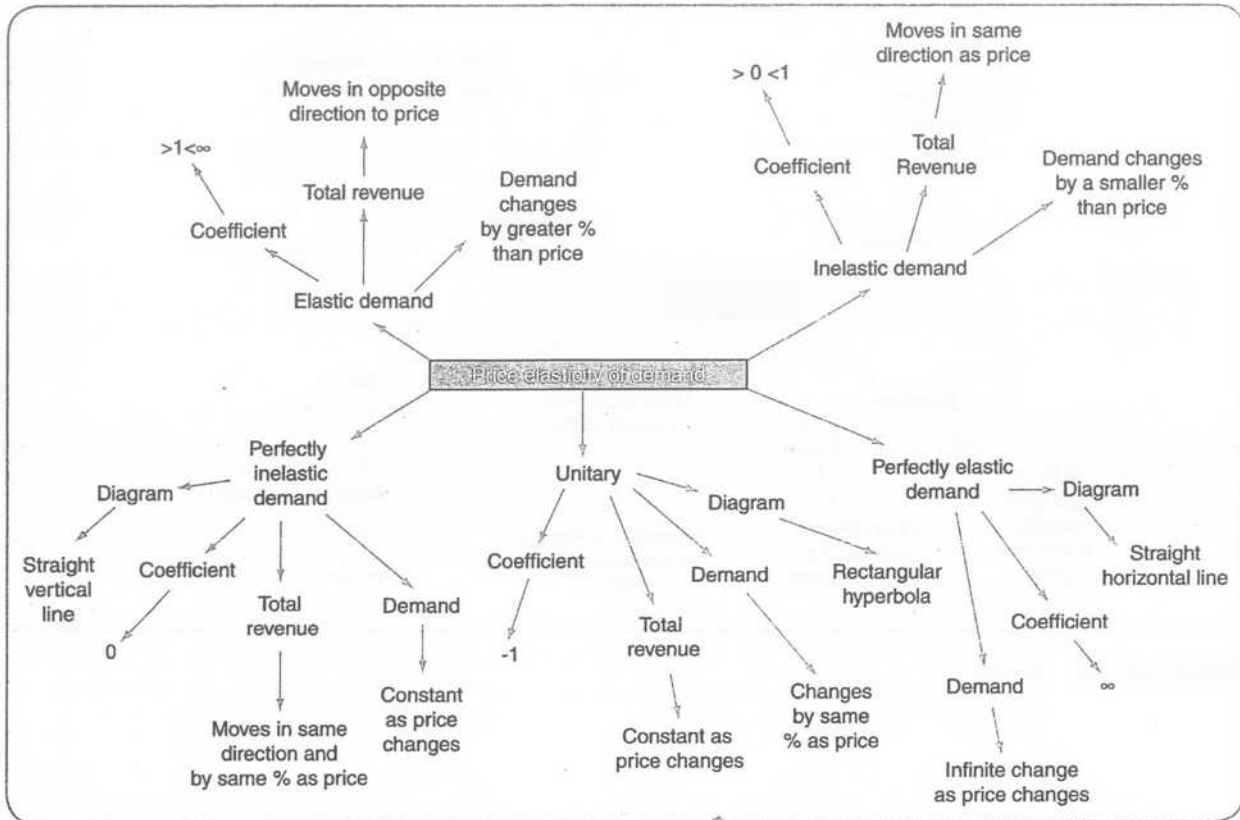 Price elasticity of demand
Elastic demand
Coefficient
>1<∞
Total revenue
Moves in opposite
direction to price
Demand
changes
by greater %
than price
Inelastic demand
Coefficient
> 0 <1
Total
Revenue
Moves in same
direction as price
Demand changes
by a smaller %
than price
Perfectly
inelastic
demand
Diagram
Straight
vertical
line
Coefficient
0
Total
revenue
Moves in same
direction and
by same % as price
Demand
Constant
as price
changes
Unitary
Coefficient
-1
Total
revenue
Constant as
price changes
Demand
Changes
by same
% as price
Diagram
Rectangular
hyperbola
Perfectly elastic
demand
Diagram
Straight
horizontal line
Coefficient
∞
Demand
Infinite change
as price changes